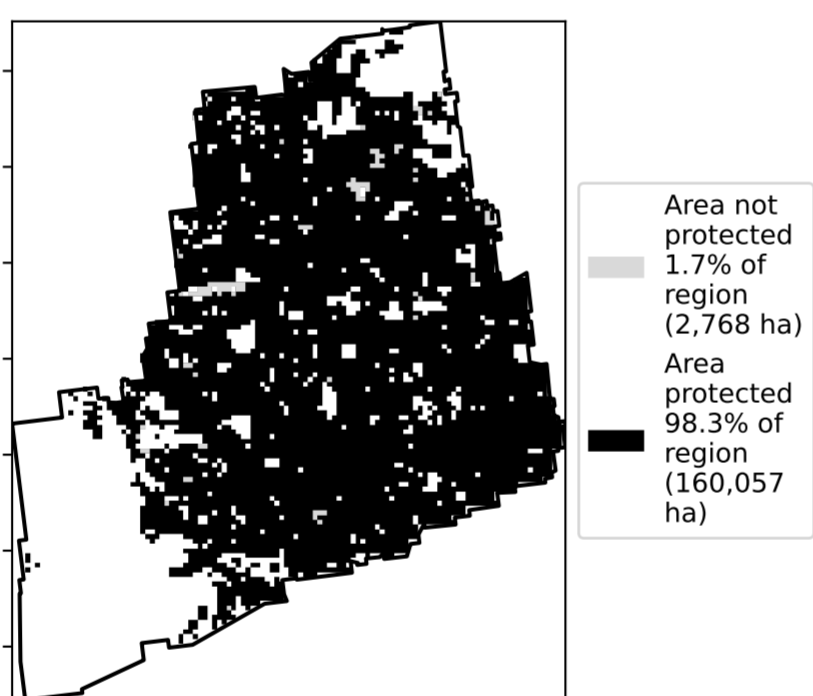 Area not
protected
1.7% of
region
(2,768 ha)
Area
protected
98.3% of
region
(160,057
ha)